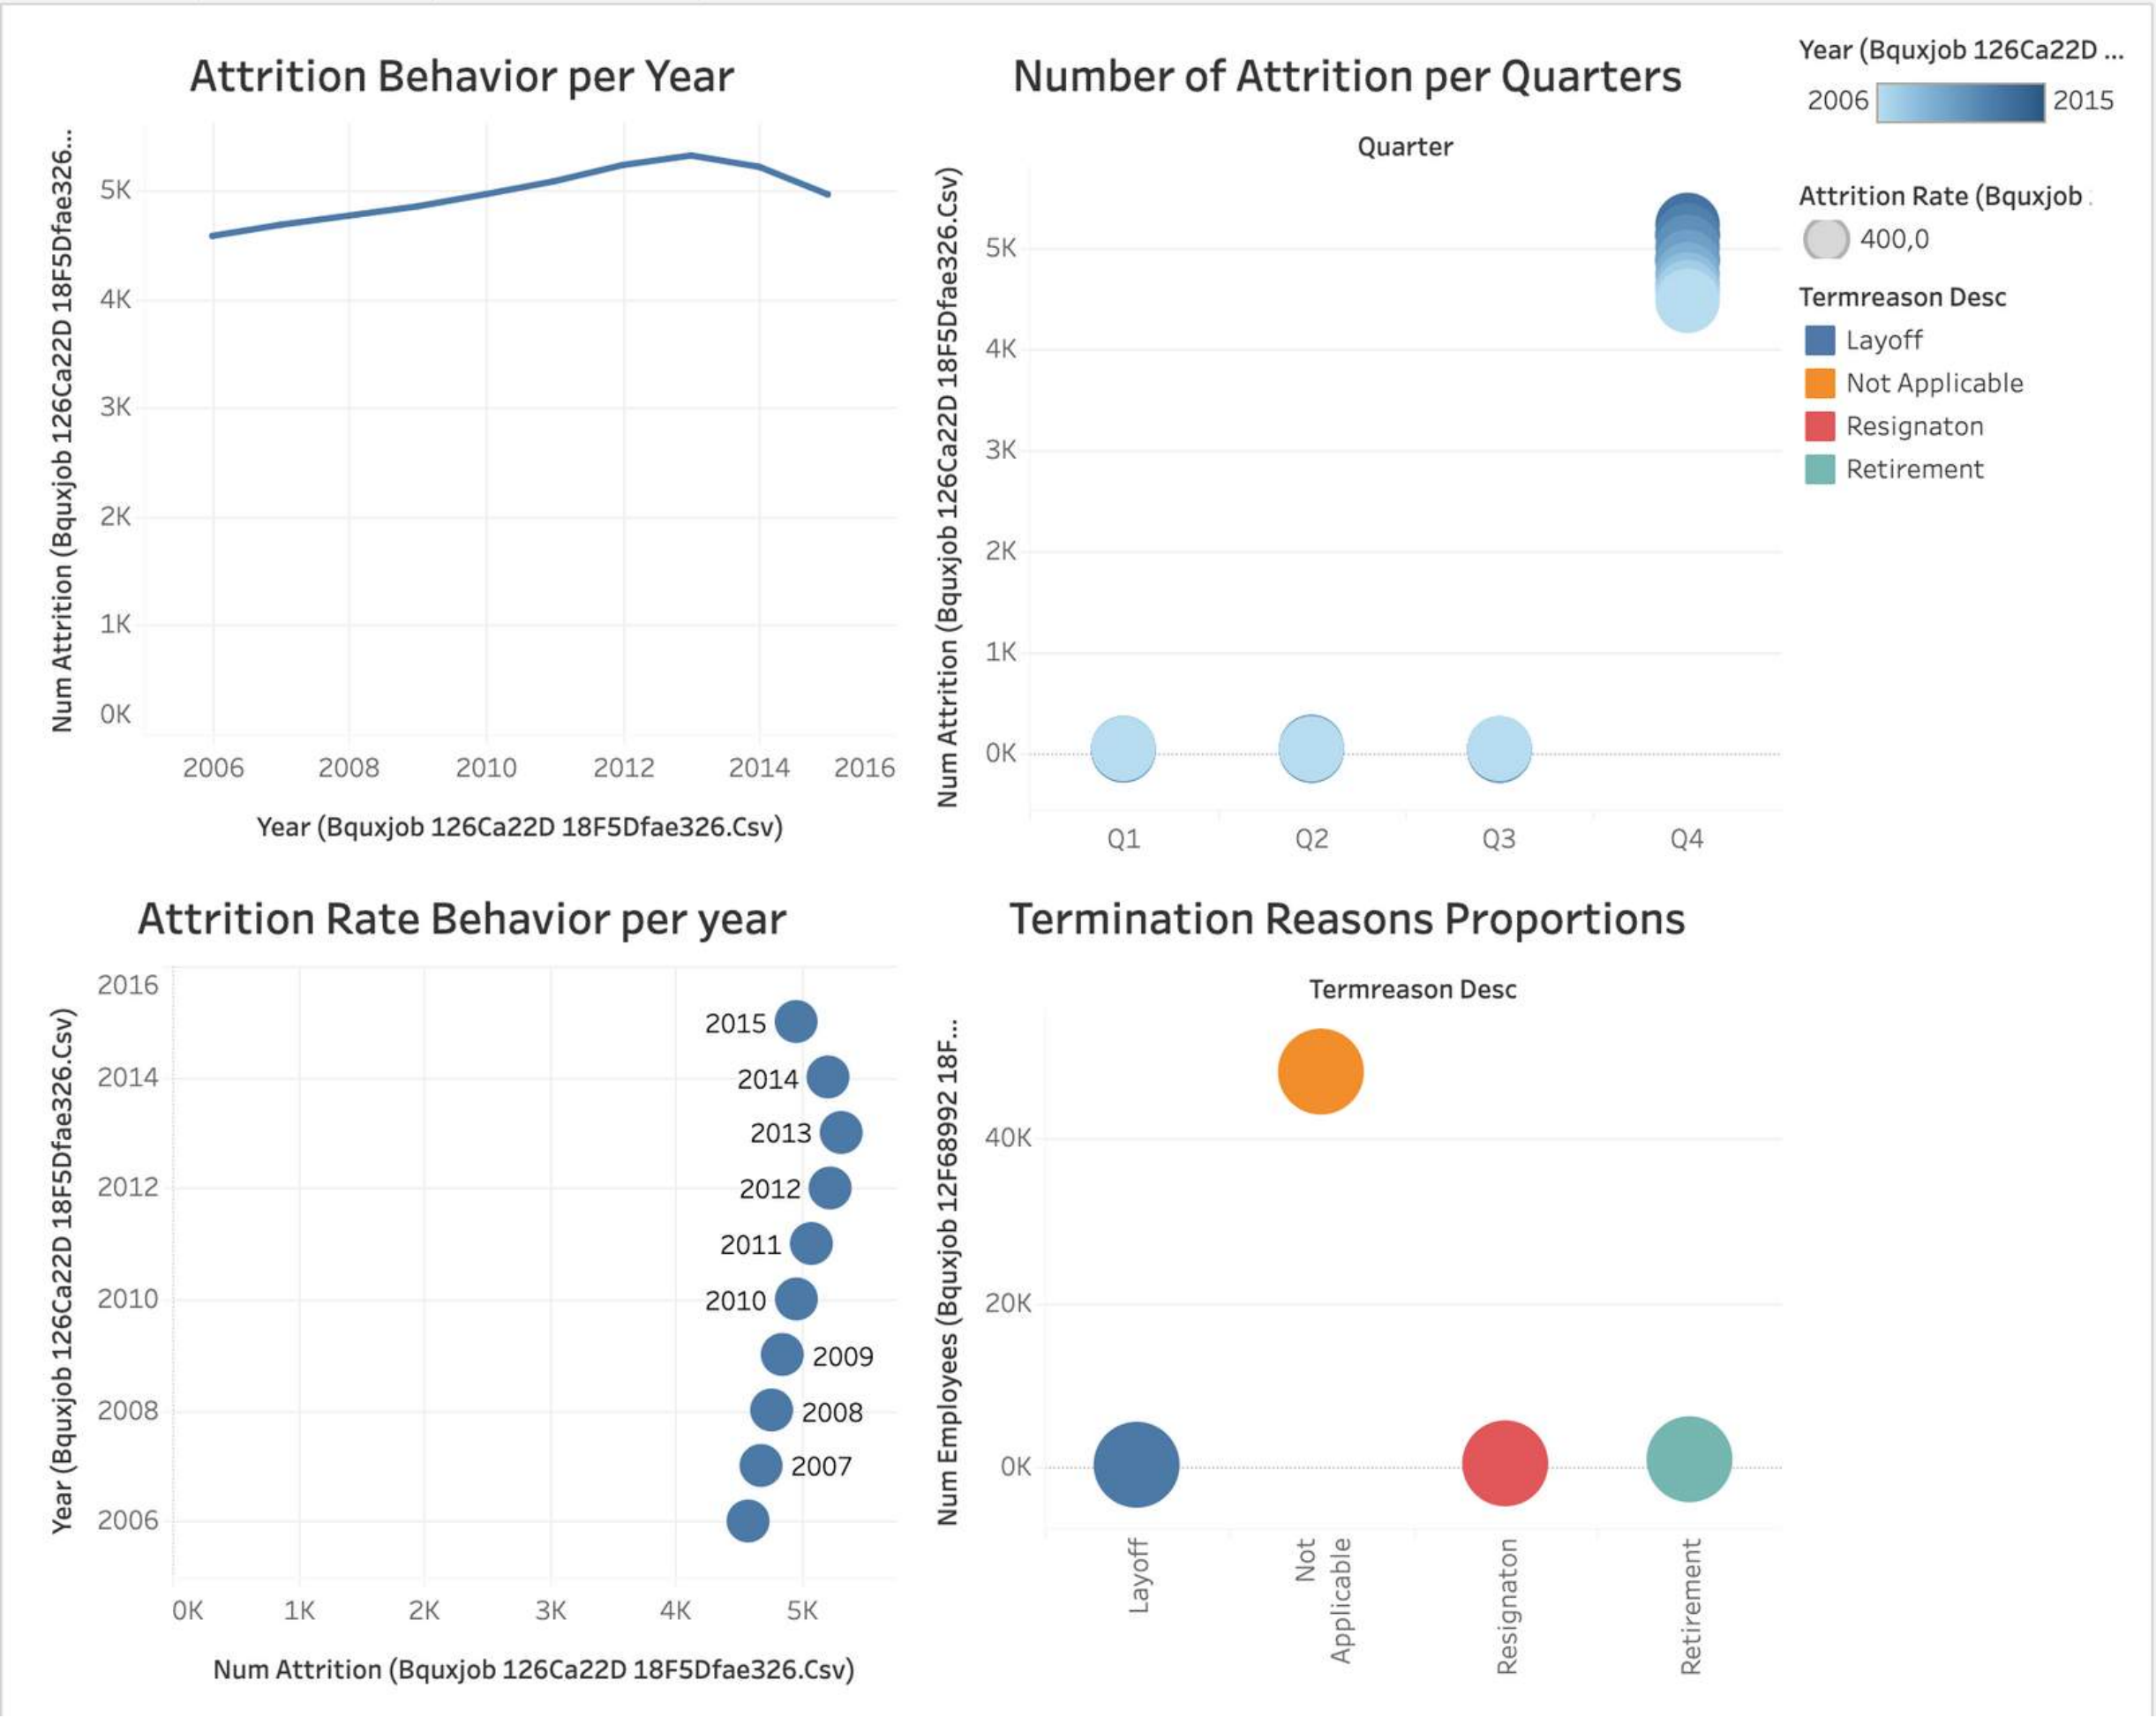 Attrition Behavior per Year
Num Attrition (Bquxjob 126Ca22D 18F5Dfae326...
5K
4K
3K
2K
1K
0K
2006
2008
2010
2012
2014
2016
Year (Bquxjob 126Ca22D 18F5Dfae326.Csv)
Number of Attrition per Quarters
Quarter
Num Attrition (Bquxjob 126Ca22D 18F5Dfae326.Csv)
5K
4K
3K
2K
1K
0K
Q1
Q2
Q3
Q4
Year (Bquxjob 126Ca22D ...
2006
2015
Attrition Rate (Bquxjob
400,0
Termreason Desc
Layoff
Not Applicable
Resignaton
Retirement
Attrition Rate Behavior per year
Year (Bquxjob 126Ca22D 18F5Dfae326.Csv)
2016
2014
2012
2010
2008
2006
2015
2014
2013
2012
2011
2010
2009
2008
2007
0K
1K
2K
3K
4K
5K
Num Attrition (Bquxjob 126Ca22D 18F5Dfae326.Csv)
Termination Reasons Proportions
Termreason Desc
Num Employees (Bquxjob 12F68992 18F...
40K
20K
0K
Layoff
Not
Applicable
Resignaton
Retirement